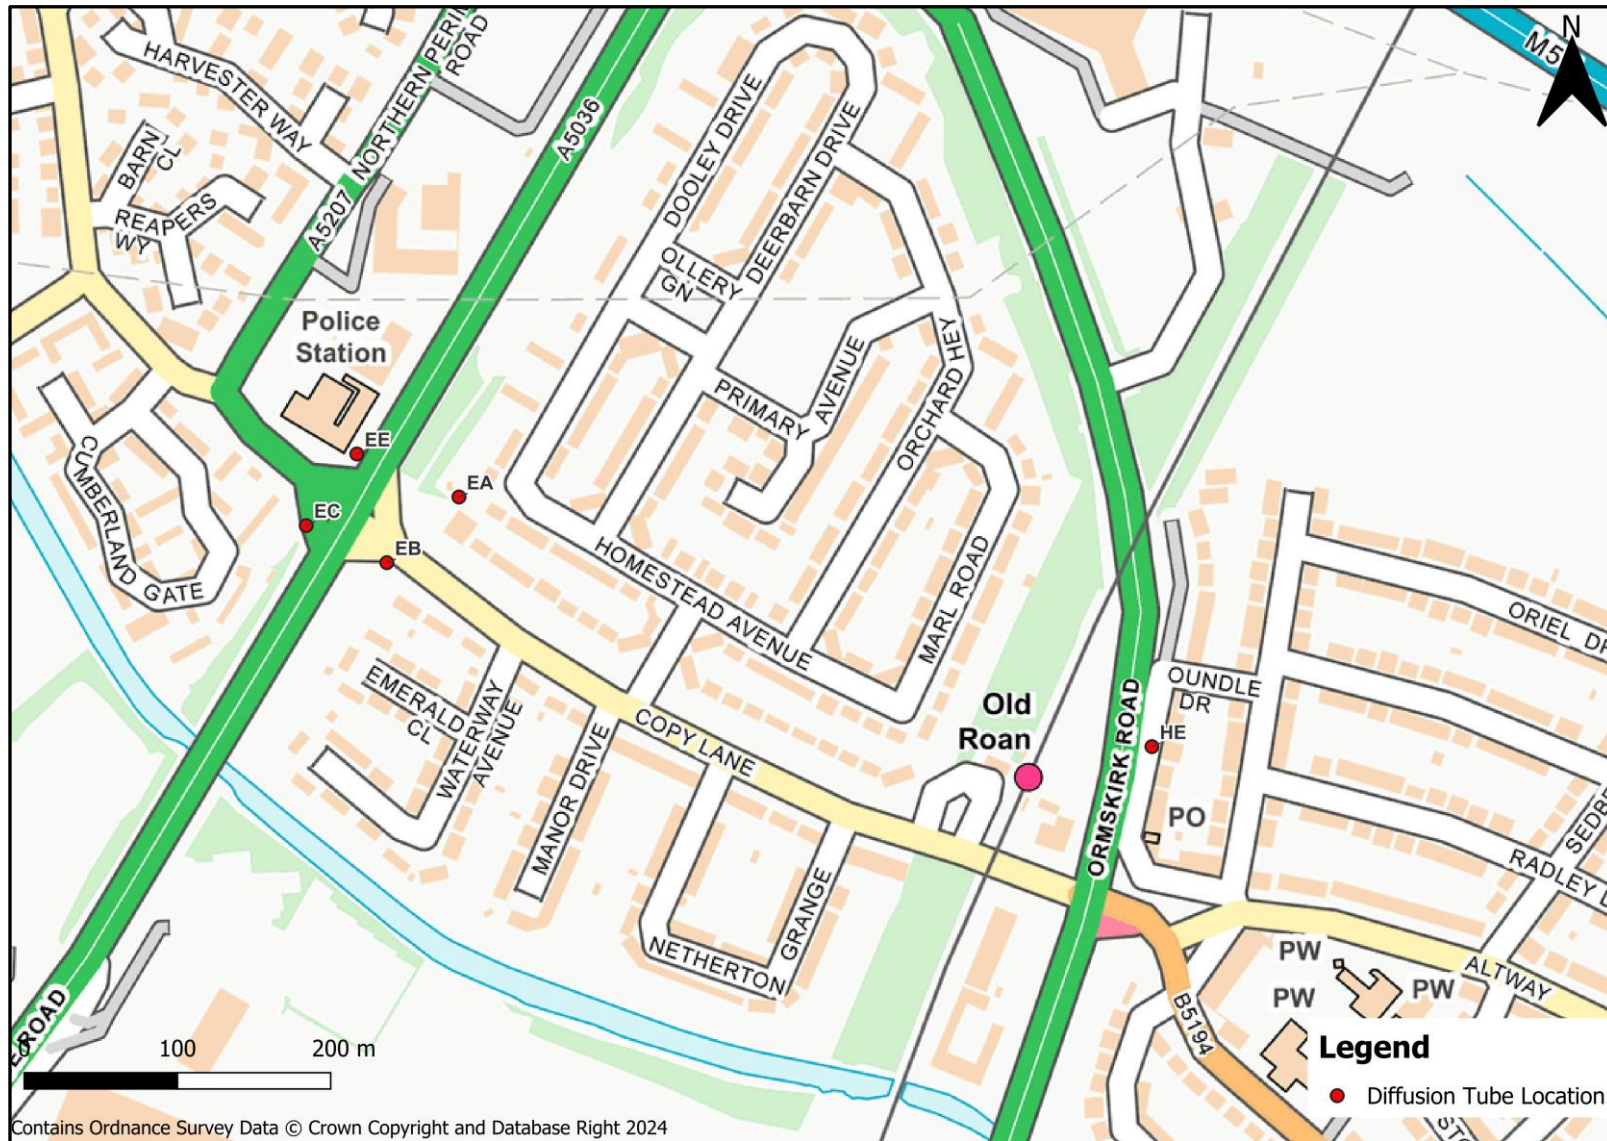 HARVESTER WAY
A5207 NORTHERN PERIM
ROAD
A5036
M5
N
BARN
CL
REAPERS
WY
DOOLEY DRIVE
DEERBARN DRIVE
OLLERY
GN
Police
Station
PRIMARY
AVENUE
ORCHARD HEY
CUMBERLAND GATE
EE
EA
EC
EB
HOMESTEAD AVENUE
MARL ROAD
ORIEL DR
EMERALD
CL
WATERWAY
AVENUE
MANOR DRIVE
COPY LANE
Old
Roan
ORMSKIRK ROAD
OUNDLE
DR
HE
PO
SEDBE
RADLEY
NETHERTON
GRANGE
PW
PW
PW
ALTWAY
B5194
ROAD
0 100 200 m
Legend
Diffusion Tube Location
Contains Ordnance Survey Data © Crown Copyright and Database Right 2024